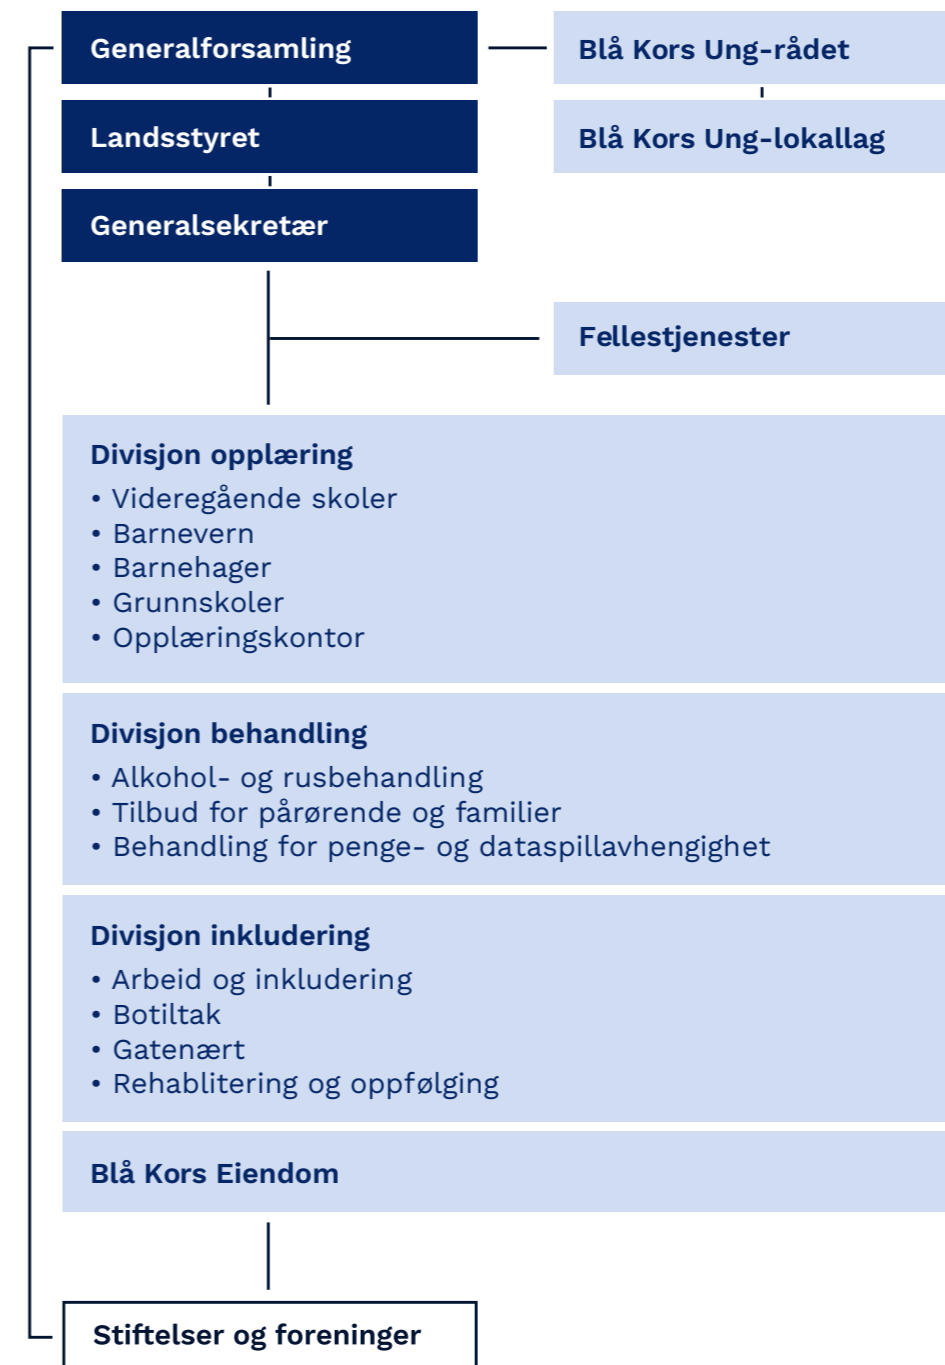 Generalforsamling
Blå Kors Ung-rådet
Landsstyret
Blå Kors Ung-lokallag
Generalsekretær
Fellestjenester
Divisjon opplæring
• Videregående skoler
• Barnevern
• Barnehager
• Grunnskoler
• Opplæringskontor
Divisjon behandling
• Alkohol- og rusbehandling
• Tilbud for pårørende og familier
• Behandling for penge- og dataspillavhengighet
Divisjon inkludering
• Arbeid og inkludering
• Botiltak
• Gatenært
• Rehablitering og oppfølging
Blå Kors Eiendom
Stiftelser og foreninger